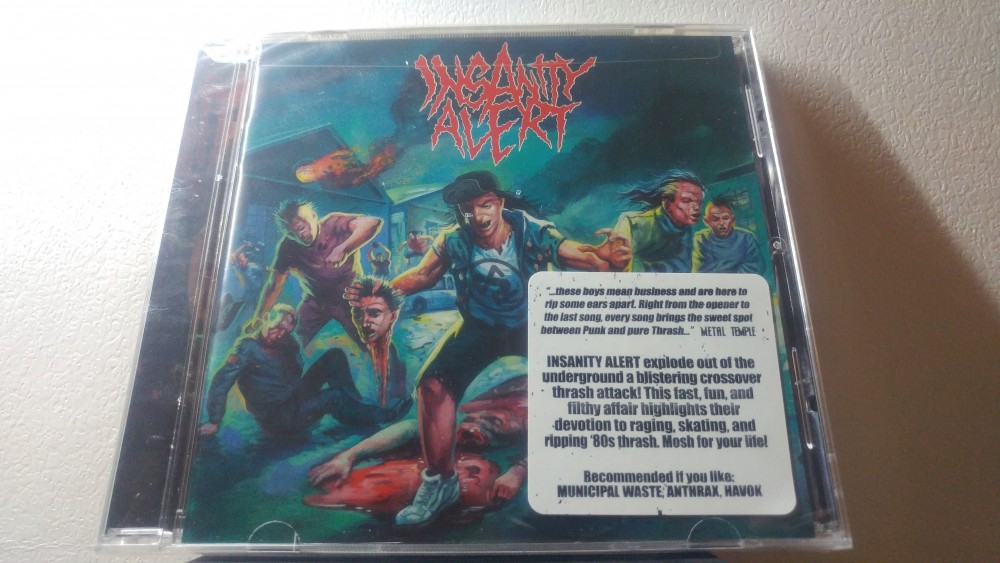 INSANITY
ALERT
"...these boys mean business and are here to
rip some ears apart. Right from the opener to
the last song, every song brings the sweet spot
between Punk and pure Thrash..." METAL TEMPLE
INSANITY ALERT explode out of the
underground a blistering crossover
thrash attack! This fast, fun, and
filthy affair highlights their
devotion to raging, skating, and
ripping '80s thrash. Mosh for your life!
Recommended if you like:
MUNICIPAL WASTE, ANTHRAX, HAVOK